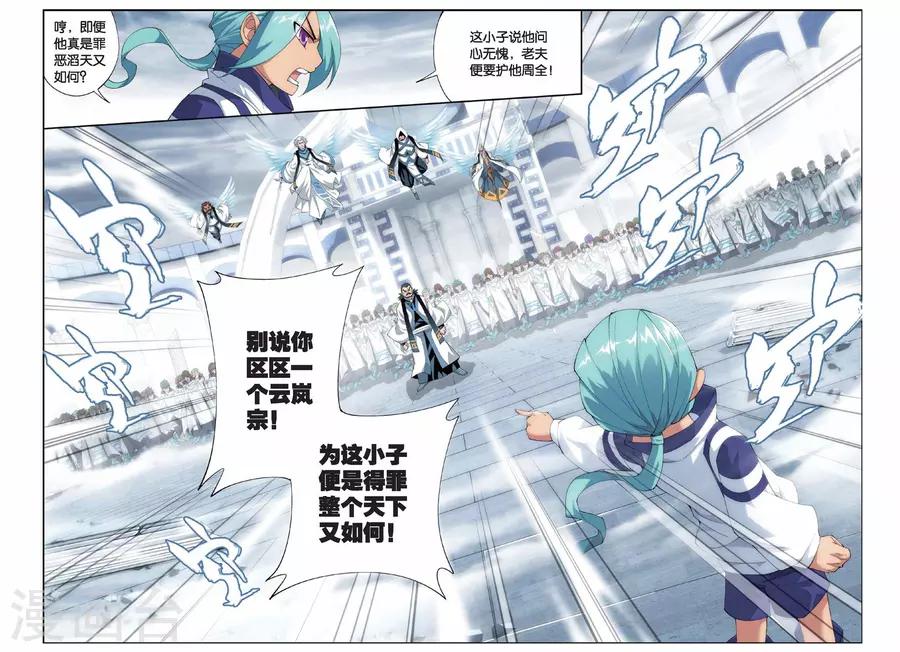 哼，即便
他真是罪
恶滔天又
如何？
这小子说他问
心无愧，老夫
便要护他周全！
别说你
区区一
个云岚
宗！
为这小子
便是得罪
整个天下
又如何！
空
空
空
漫画台